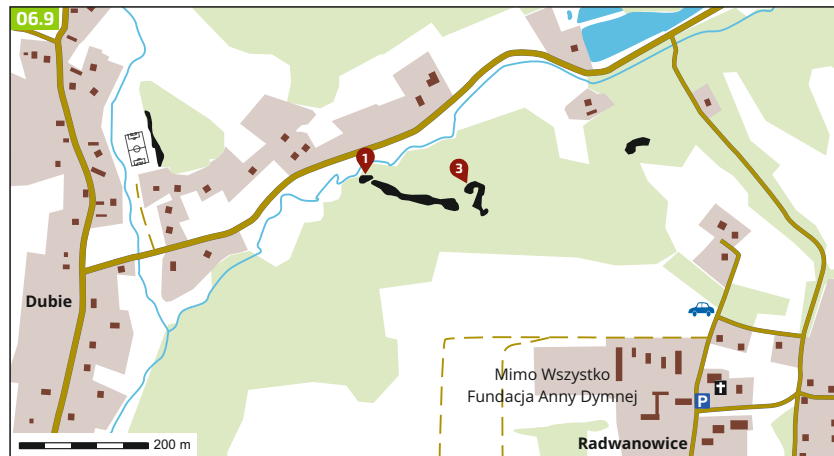 06.9
1
3
Dubie
Mimo Wszystko
Fundacja Anny Dymnej
P
Radwanowice
200 m